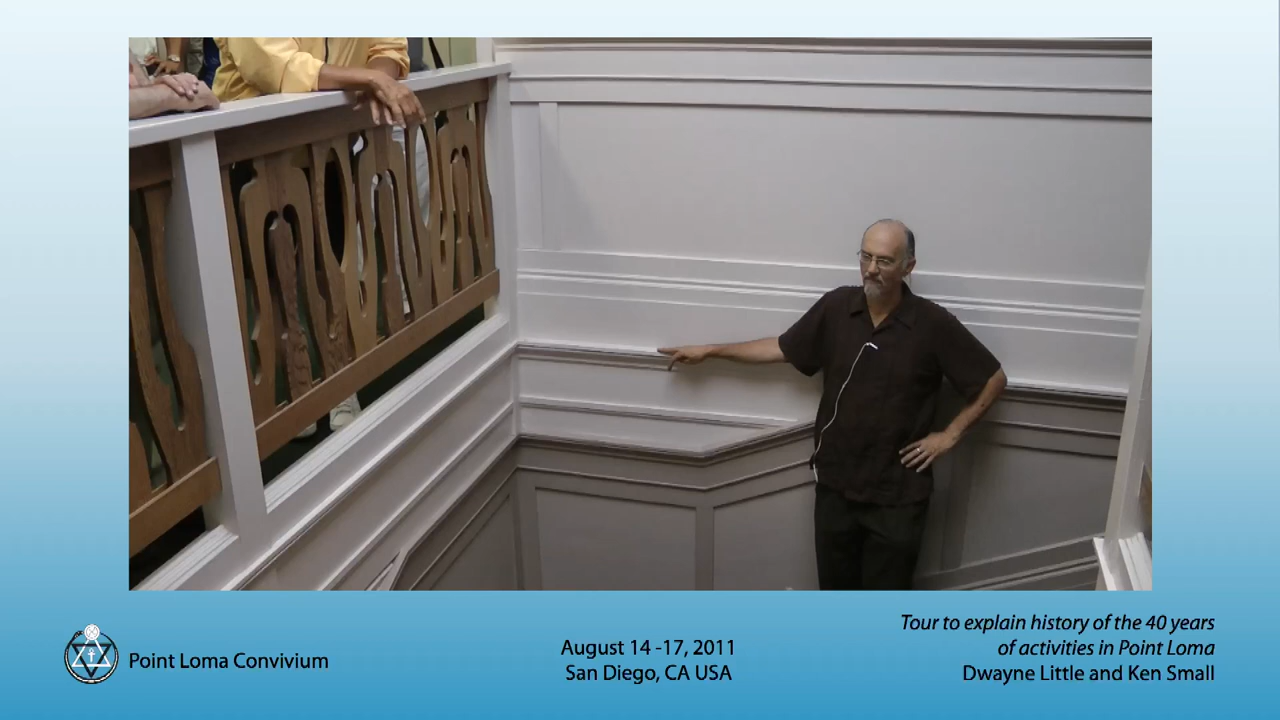 Point Loma Convivium
August 14 -17, 2011
San Diego, CA USA
Tour to explain history of the 40 years
of activities in Point Loma
Dwayne Little and Ken Small